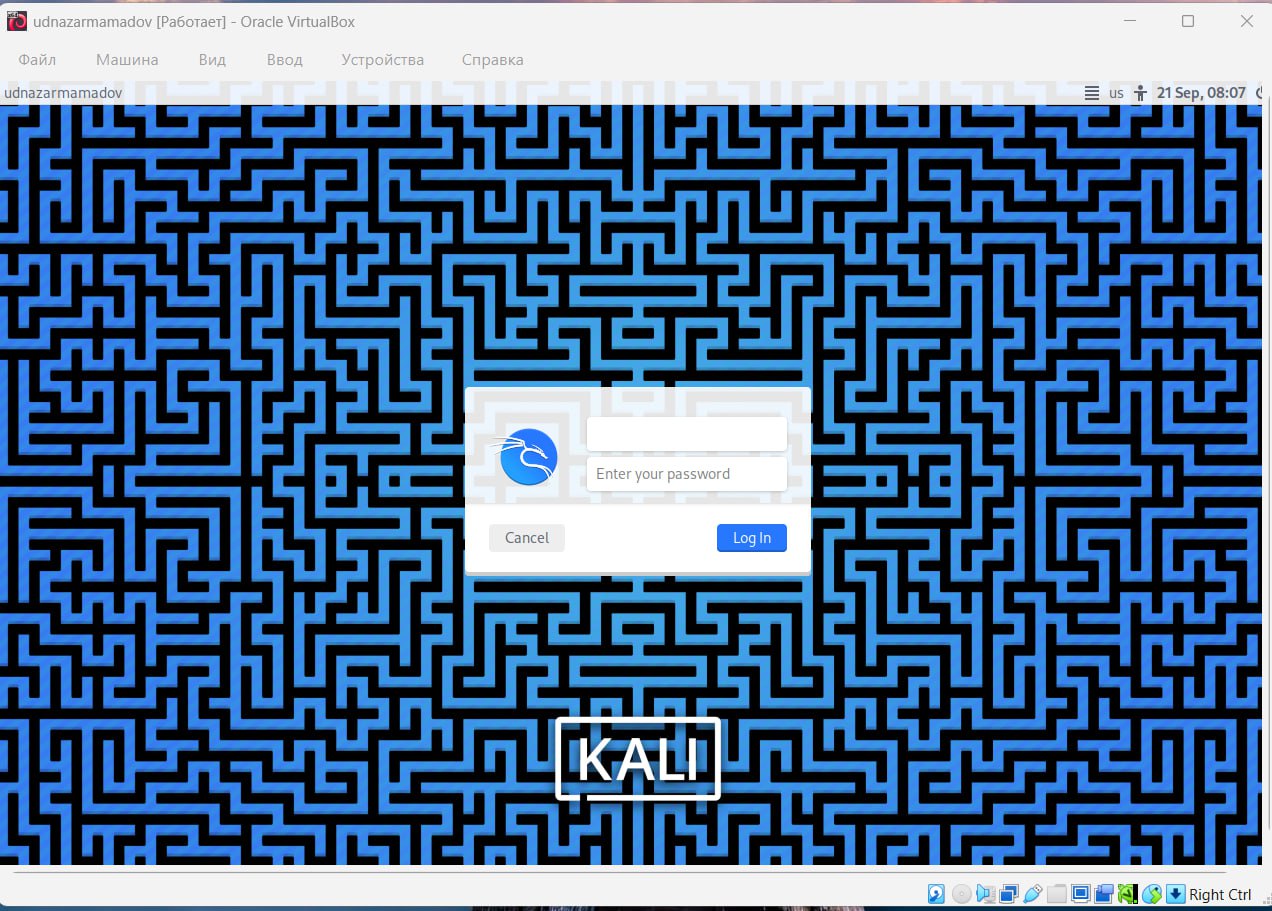 udnazarmamadov [Работает] - Oracle VirtualBox
Файл Машина Вид Ввод Устройства Справка
udnazarmamadov us 21 Sep, 08:07
Enter your password
Cancel Log In
KALI
Right Ctrl